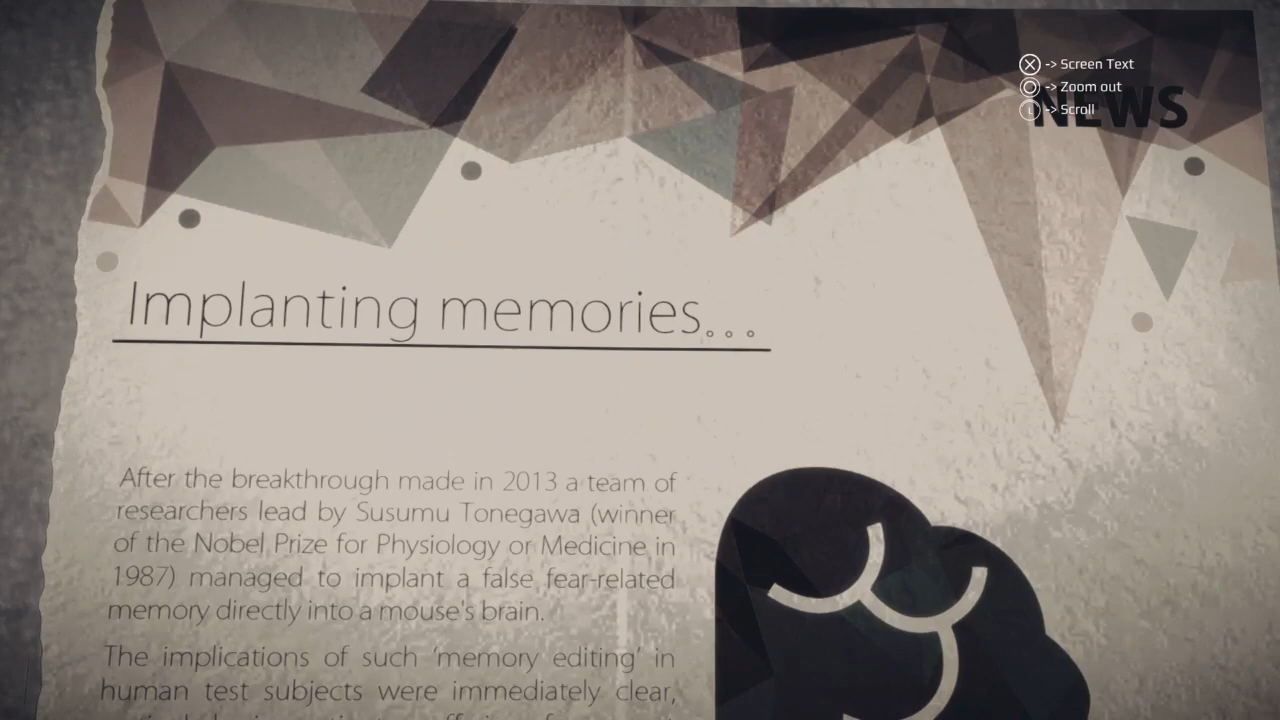 -> Screen Text
-> Zoom out
L -> Scroll
NEWS
Implanting memories...
After the breakthrough made in 2013 a team of
researchers lead by Susumu Tonegawa (winner
of the Nobel Prize for Physiology or Medicine in
1987) managed to implant a false fear-related
memory directly into a mouse's brain.
The implications of such 'memory editing' in
human test subjects were immediately clear,